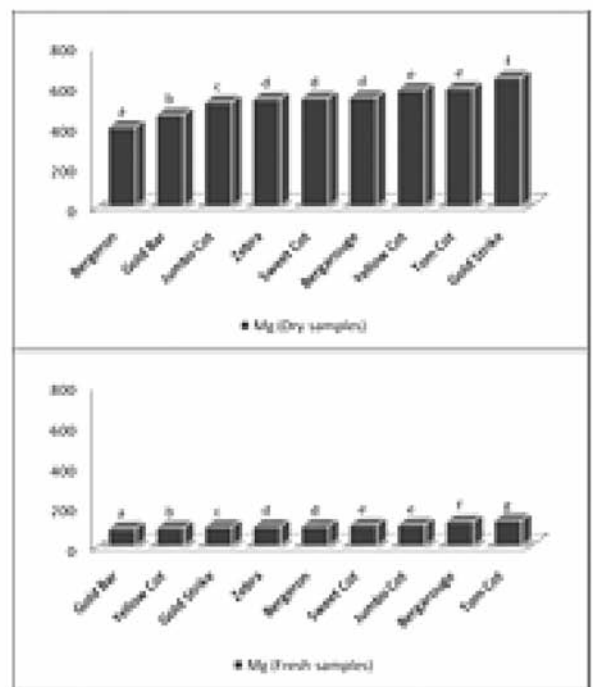 800
600
400
200
0
a b c d d d e e f
Bergeron Gold Bar Jumbo Cot Zebra Sweet Cot Bergarouge Yellow Cot Tom Cot Gold Strike
Mg (Dry samples)
800
600
400
200
0
a b c d d e e f g
Gold Bar Yellow Cot Gold Strike Zebra Bergeron Sweet Cot Jumbo Cot Bergarouge Tom Cot
Mg (Fresh samples)